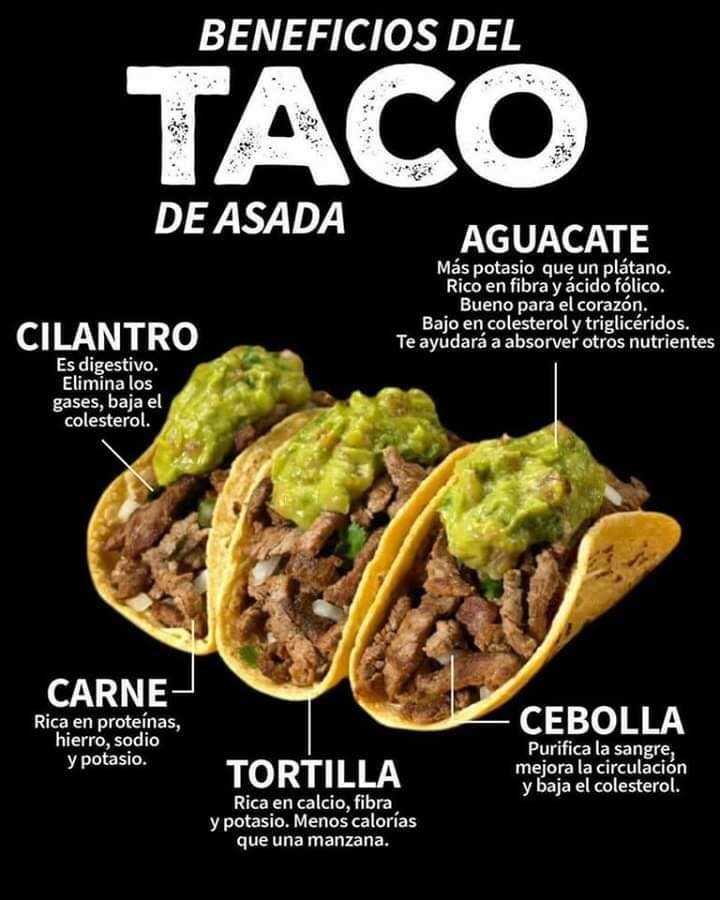 BENEFICIOS DEL
TACO
DE ASADA
AGUACATE
Más potasio que un plátano.
Rico en fibra y ácido fólico.
Bueno para el corazón.
Bajo en colesterol y triglicéridos.
Te ayudará a absorver otros nutrientes
CILANTRO
Es digestivo.
Elimina los
gases, baja el
colesterol.
CARNE
Rica en proteínas,
hierro, sodio
y potasio.
TORTILLA
Rica en calcio, fibra
y potasio. Menos calorías
que una manzana.
CEBOLLA
Purifica la sangre,
mejora la circulación
y baja el colesterol.